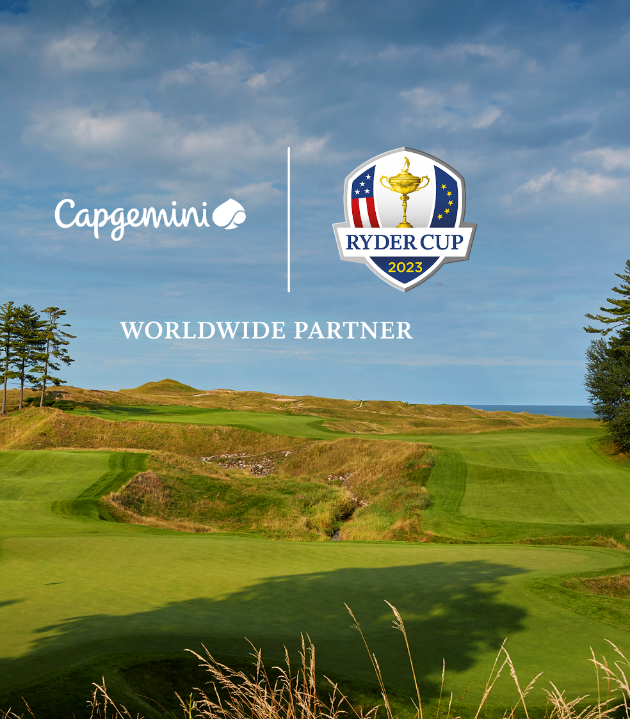 Capgemini
RYDER CUP
2023
WORLDWIDE PARTNER